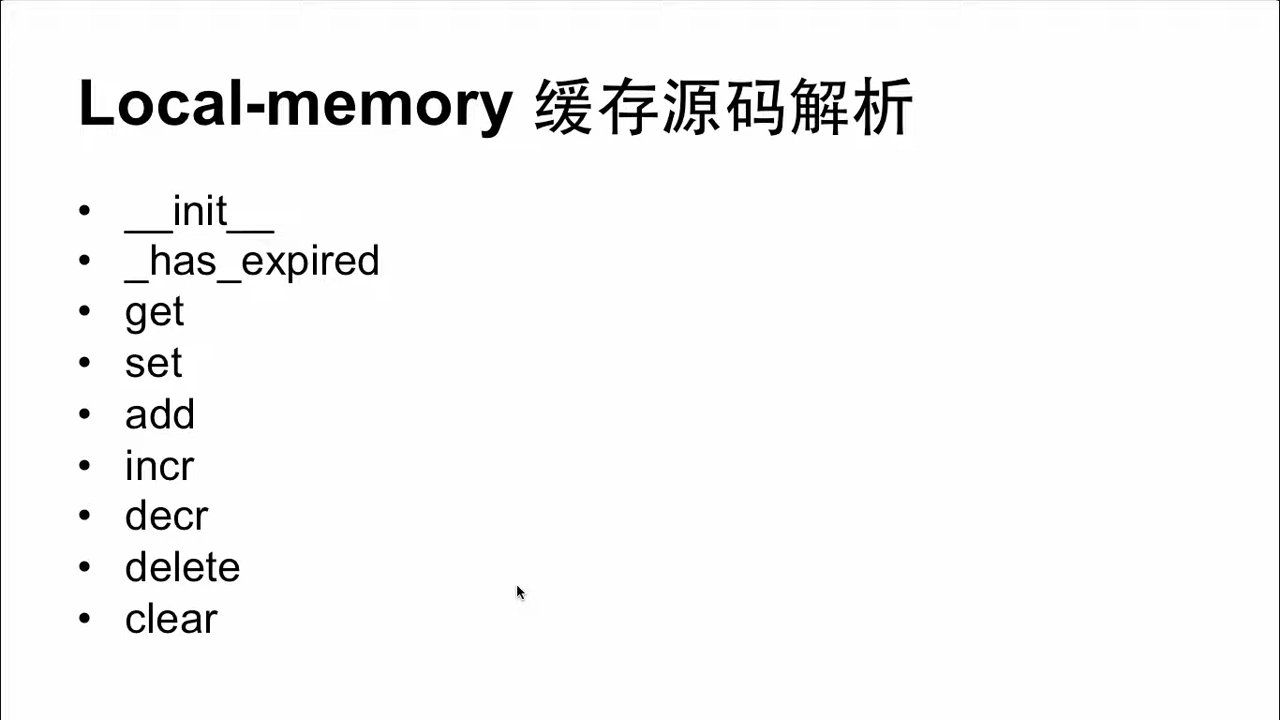 Local-memory 缓存源码解析
• __init__
• _has_expired
• get
• set
• add
• incr
• decr
• delete
• clear